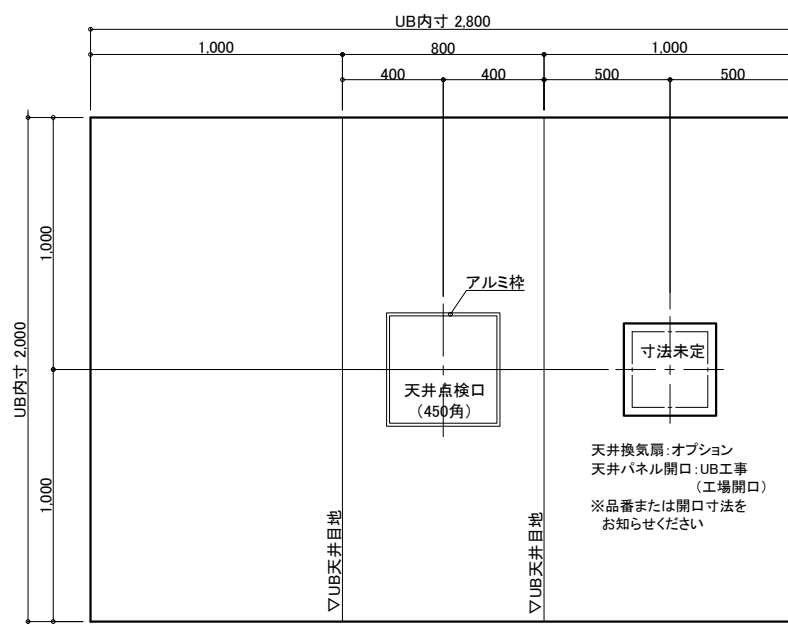 UB内寸 2,800
1,000
800
1,000
400
400
500
500
UB内寸 2,000
1,000
1,000
アルミ枠
天井点検口
（450角）
寸法未定
天井換気扇：オプション
天井パネル開口：UB工事
（工場開口）
※品番または開口寸法を
お知らせください
▽UB天井目地
▽UB天井目地